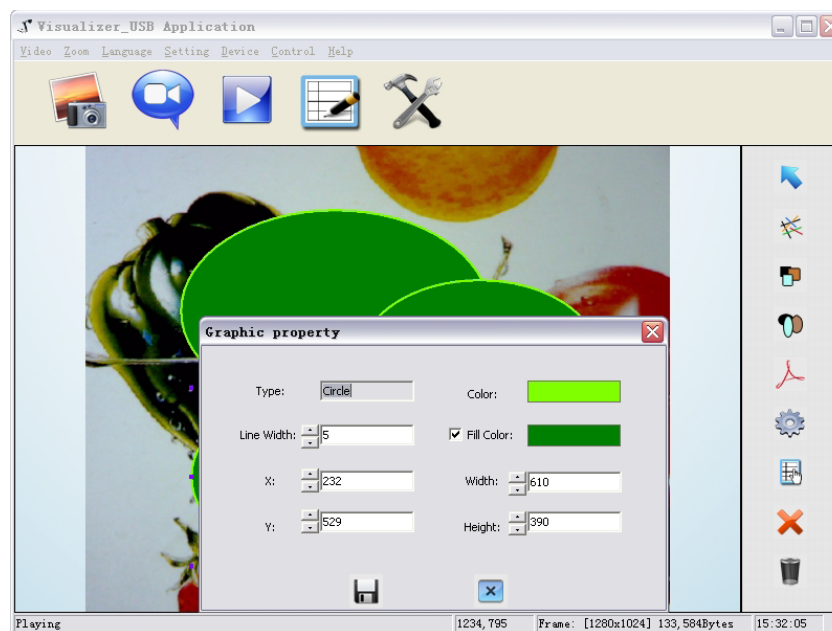 Visualizer_USB Application
Video Zoom Language Setting Device Control Help
Graphic property
Type: Circle Color:
Line Width: 5 Fill Color:
X: 232 Width: 610
Y: 529 Height: 390
Playing 1234,795 Frame: [1280x1024] 133,584Bytes 15:32:05